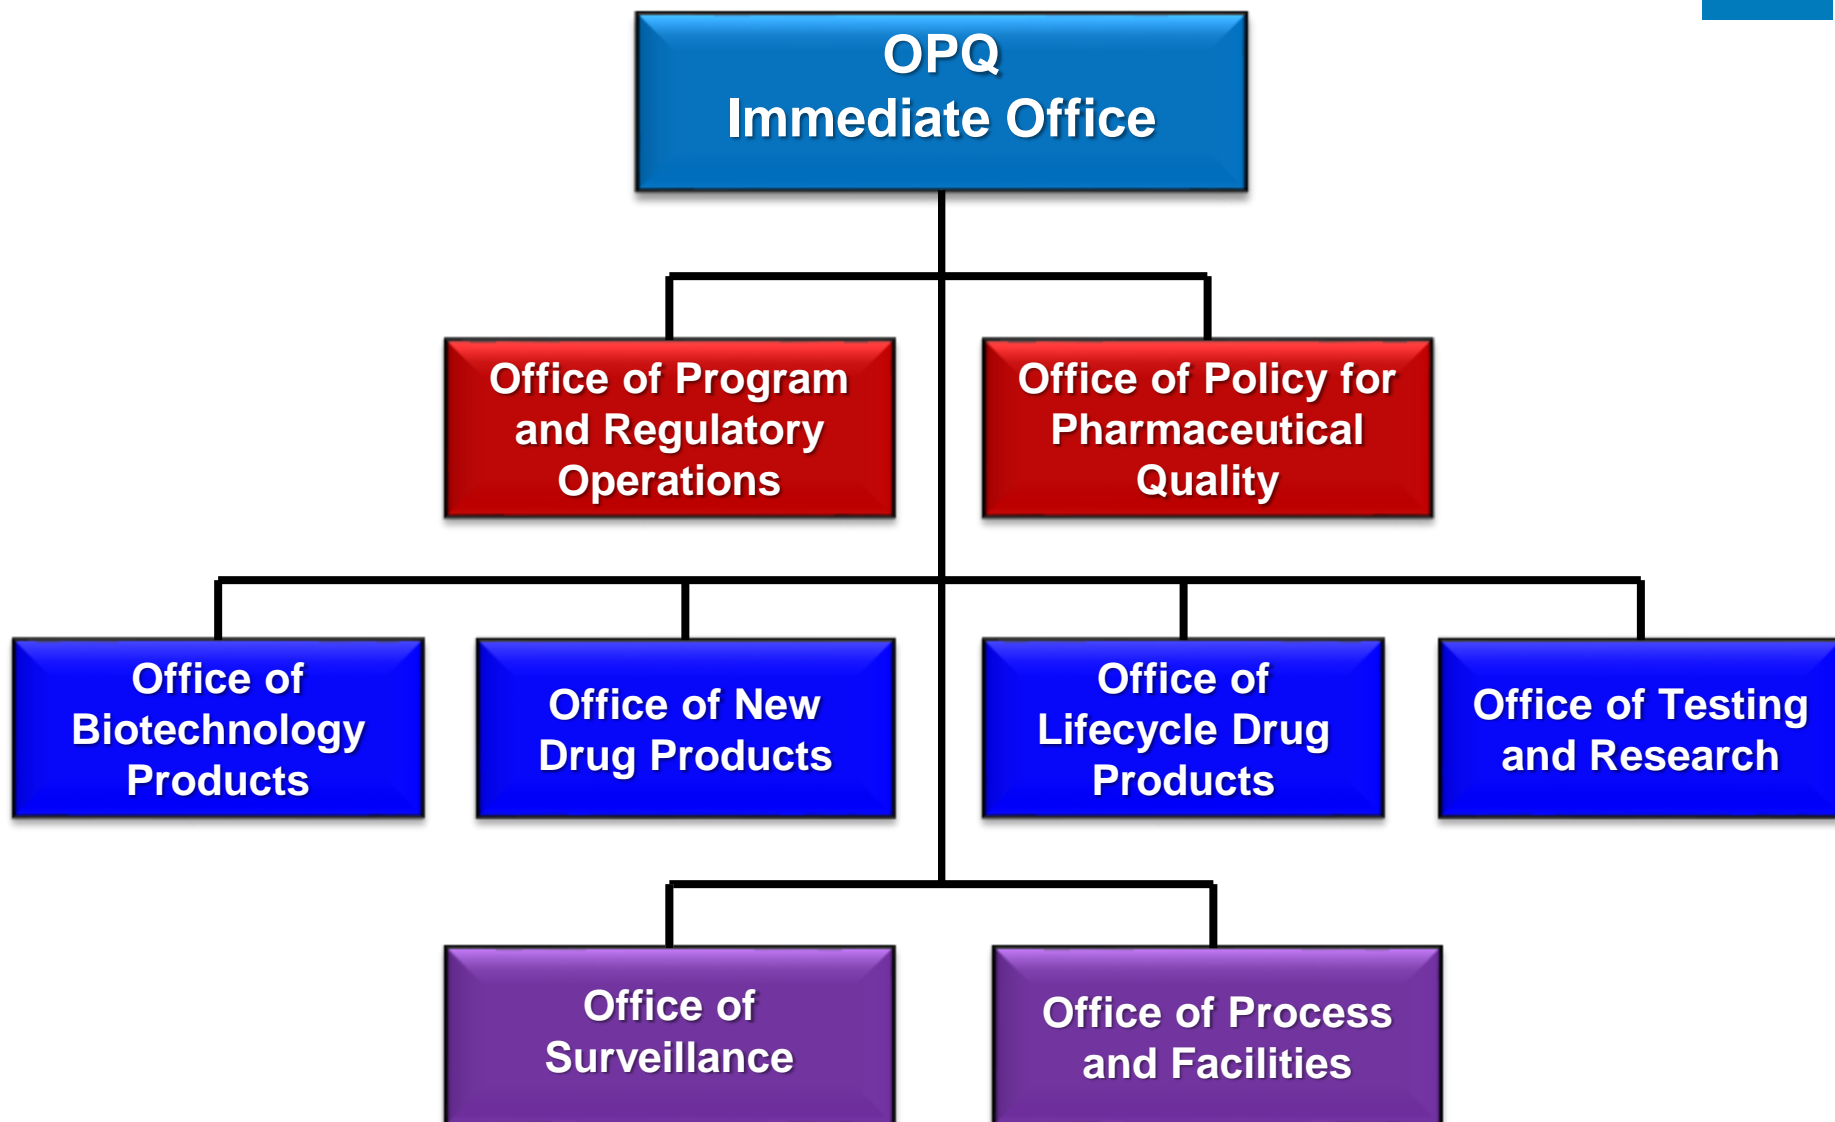 OPQ
Immediate Office
Office of Program
and Regulatory
Operations
Office of Policy for
Pharmaceutical
Quality
Office of
Biotechnology
Products
Office of New
Drug Products
Office of
Lifecycle Drug
Products
Office of Testing
and Research
Office of
Surveillance
Office of Process
and Facilities